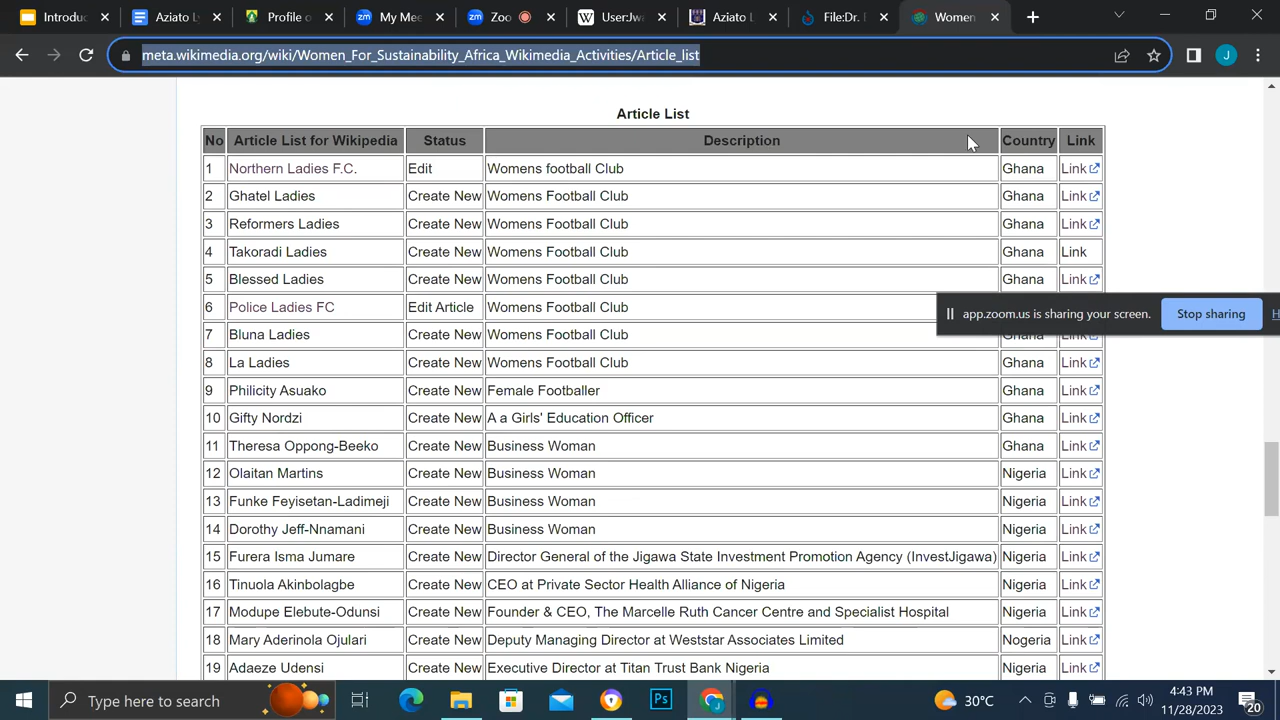 Introduc
Aziato Ly
Profile o
My Mee
Zoo
User:Jw
Aziato L
File:Dr.
Women
meta.wikimedia.org/wiki/Women_For_Sustainability_Africa_Wikimedia_Activities/Article_list
J
Article List
No Article List for Wikipedia Status Description Country Link
1 Northern Ladies F.C. Edit Womens football Club Ghana Link
2 Ghatel Ladies Create New Womens Football Club Ghana Link
3 Reformers Ladies Create New Womens Football Club Ghana Link
4 Takoradi Ladies Create New Womens Football Club Ghana Link
5 Blessed Ladies Create New Womens Football Club Ghana Link
6 Police Ladies FC Edit Article Womens Football Club
app.zoom.us is sharing your screen. Stop sharing
7 Bluna Ladies Create New Womens Football Club Ghana Link
8 La Ladies Create New Womens Football Club Ghana Link
9 Philicity Asuako Create New Female Footballer Ghana Link
10 Gifty Nordzi Create New A a Girls' Education Officer Ghana Link
11 Theresa Oppong-Beeko Create New Business Woman Ghana Link
12 Olaitan Martins Create New Business Woman Nigeria Link
13 Funke Feyisetan-Ladimeji Create New Business Woman Nigeria Link
14 Dorothy Jeff-Nnamani Create New Business Woman Nigeria Link
15 Furera Isma Jumare Create New Director General of the Jigawa State Investment Promotion Agency (InvestJigawa) Nigeria Link
16 Tinuola Akinbolagbe Create New CEO at Private Sector Health Alliance of Nigeria Nigeria Link
17 Modupe Elebute-Odunsi Create New Founder & CEO, The Marcelle Ruth Cancer Centre and Specialist Hospital Nigeria Link
18 Mary Aderinola Ojulari Create New Deputy Managing Director at Weststar Associates Limited Nogeria Link
19 Adaeze Udensi Create New Executive Director at Titan Trust Bank Nigeria Nigeria Link
Type here to search
Ps
30°C
4:43 PM
11/28/2023
20